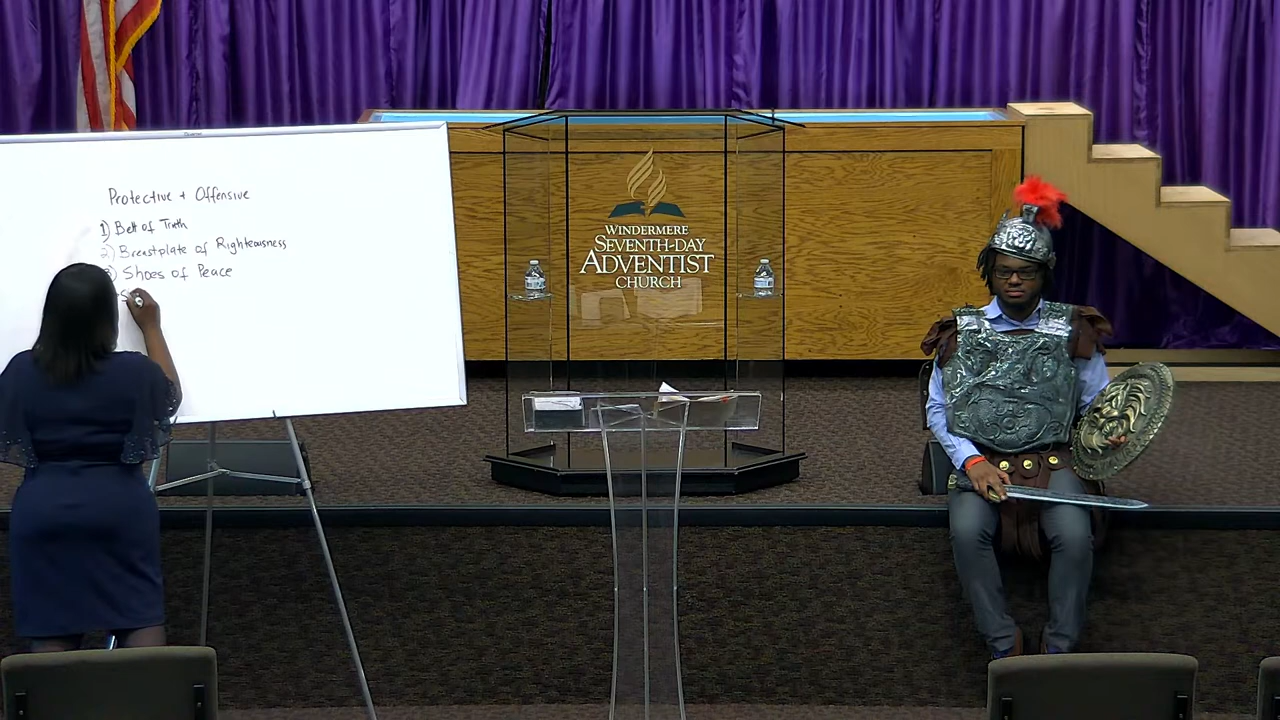 Protective + Offensive
1) Belt of Truth
2) Breastplate of Righteousness
3) Shoes of Peace
S
WINDERMERE
SEVENTH-DAY
ADVENTIST
CHURCH